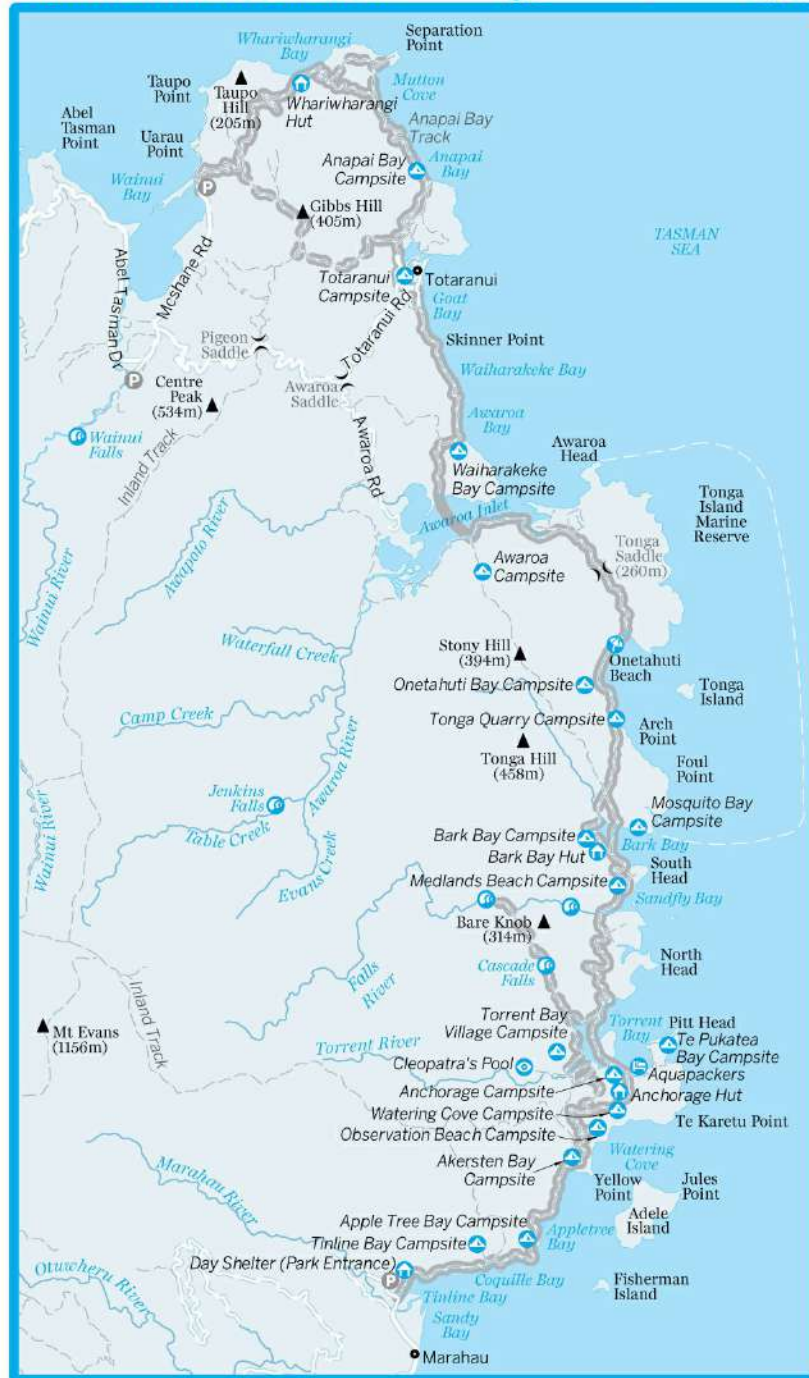 Separation
Point
Whariwharangi
Bay
Taupo
Point
Taupo
Hill
(205m)
Mutton
Cove
Whariwharangi
Hut
Abel
Tasman
Point
Uarau
Point
Anapai Bay
Track
Anapai Bay
Campsite
Anapai
Bay
Wainui
Bay
P
Gibbs Hill
(405m)
TASMAN
SEA
Abel Tasman Dr
Mcshane Rd
Totaranui
Campsite
Totaranui
Goat
Bay
Totaranui Rd
Skinner Point
Pigeon
Saddle
Waiharakeke Bay
P
Centre
Peak
(534m)
Awaroa
Saddle
Awaroa
Bay
Wainui
Falls
Inland Track
Awaroa Rd
Waiharakeke
Bay Campsite
Awaroa
Head
Tonga
Island
Marine
Reserve
Awaroa Inlet
Awapoto River
Tonga
Saddle
(260m)
Awaroa
Campsite
Wainui River
Waterfall Creek
Stony Hill
(394m)
Onetahuti
Beach
Onetahuti Bay Campsite
Tonga
Island
Camp Creek
Tonga Quarry Campsite
Arch
Point
Awaroa River
Tonga Hill
(458m)
Foul
Point
Jenkins
Falls
Mosquito Bay
Campsite
Wainui River
Table Creek
Bark Bay Campsite
Bark Bay
Bark Bay Hut
Evans Creek
Medlands Beach Campsite
South
Head
Sandfly Bay
Bare Knob
(314m)
Cascade
Falls
North
Head
Falls
River
Inland Track
Mt Evans
(1156m)
Torrent Bay
Village Campsite
Torrent
Bay
Pitt Head
Te Pukatea
Bay Campsite
Torrent River
Cleopatra's Pool
Aquapackers
Anchorage Campsite
Anchorage Hut
Watering Cove Campsite
Te Karetu Point
Observation Beach Campsite
Watering
Cove
Marahau River
Akersten Bay
Campsite
Yellow
Point
Jules
Point
Adele
Island
Apple Tree Bay Campsite
Appletree
Bay
Tinline Bay Campsite
Day Shelter (Park Entrance)
Otuwheru River
P
Coquille Bay
Fisherman
Island
Tinline Bay
Sandy
Bay
Marahau